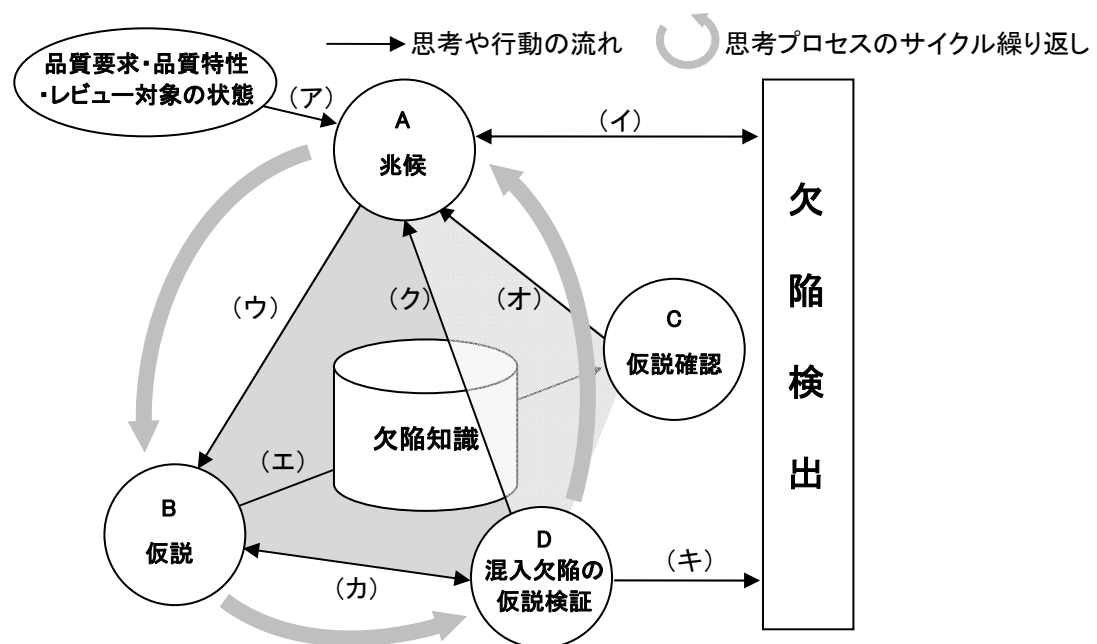 思考や行動の流れ
思考プロセスのサイクル繰り返し
品質要求・品質特性
・レビュー対象の状態
(ア)
A
兆候
(イ)
欠陥検出
(ウ)
(ク)
(オ)
C
仮説確認
欠陥知識
(エ)
B
仮説
(カ)
D
混入欠陥の
仮説検証
(キ)